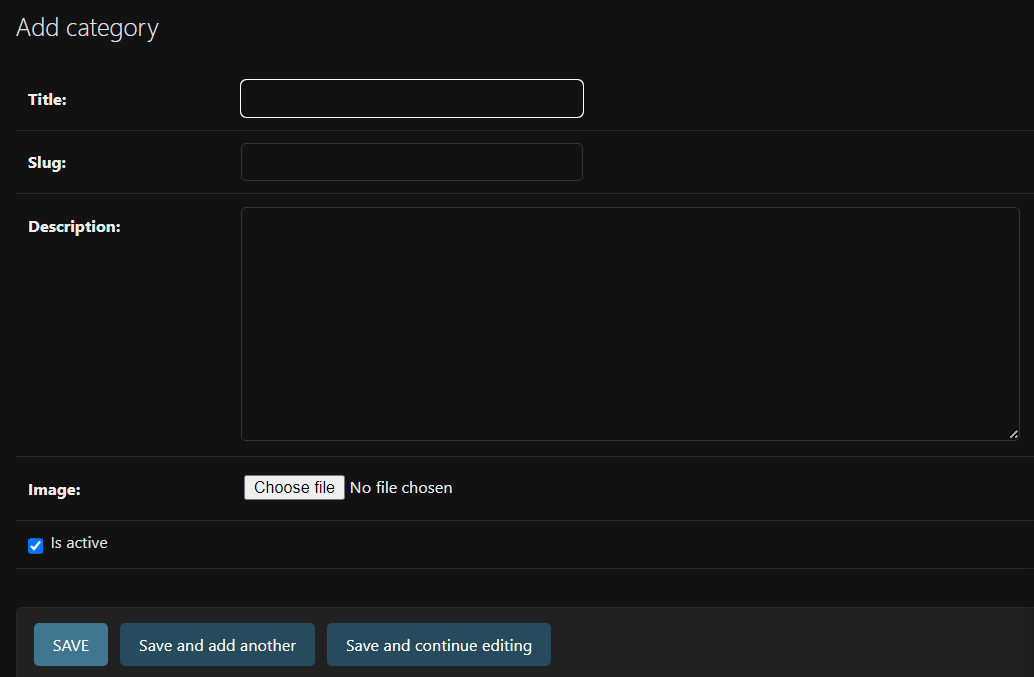 Add category
Title:
Slug:
Description:
Image:
Choose file No file chosen
Is active
SAVE
Save and add another
Save and continue editing